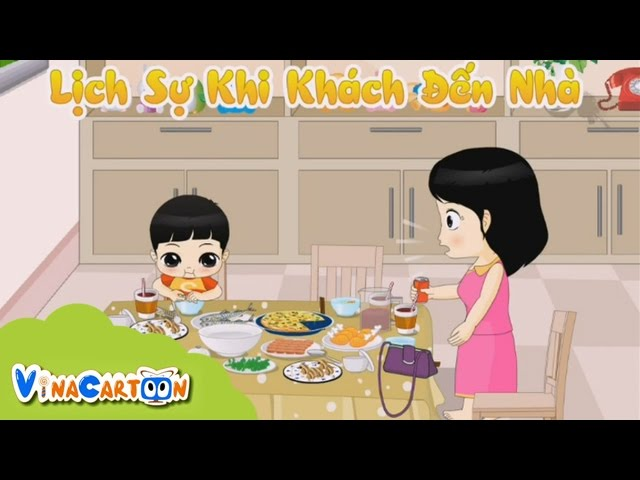 Lịch Sự Khi Khách Đến Nhà
VINACARTOON